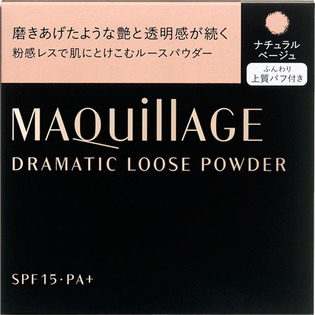 磨きあげたような艶と透明感が続く
粉感レスで肌にとけこむルースパウダー
ナチュラル
ベージュ
ふんわり
上質パフ付き
MAQuillAGE
DRAMATIC LOOSE POWDER
SPF15·PA+